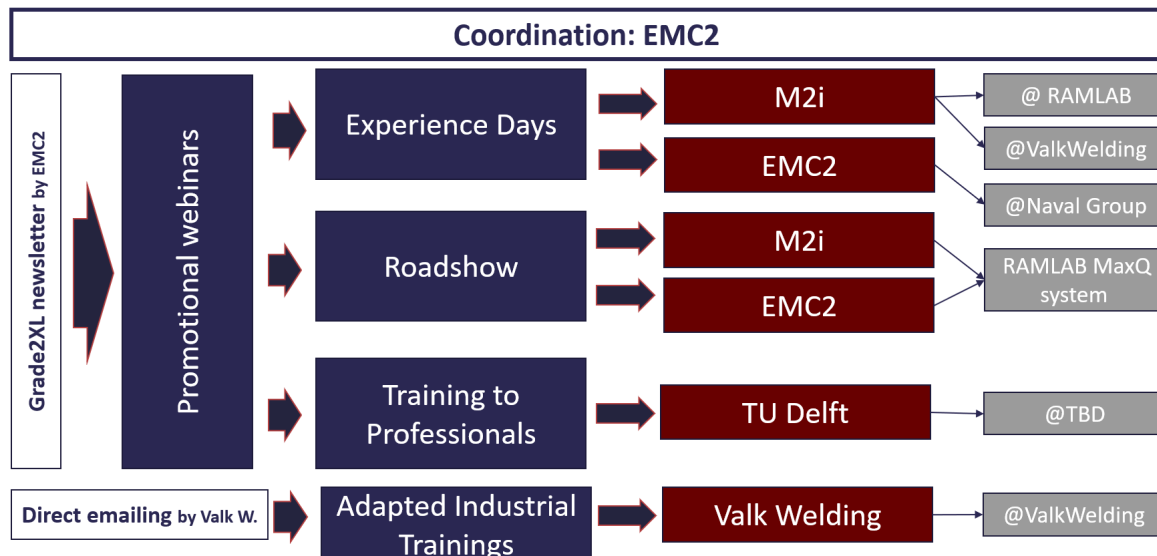 Coordination: EMC2
Grade2XL newsletter by EMC2
Promotional webinars
Experience Days
M2i
@ RAMLAB
@ValkWelding
EMC2
@Naval Group
Roadshow
M2i
EMC2
RAMLAB MaxQ
system
Training to
Professionals
TU Delft
@TBD
Direct emailing by Valk W.
Adapted Industrial
Trainings
Valk Welding
@ValkWelding